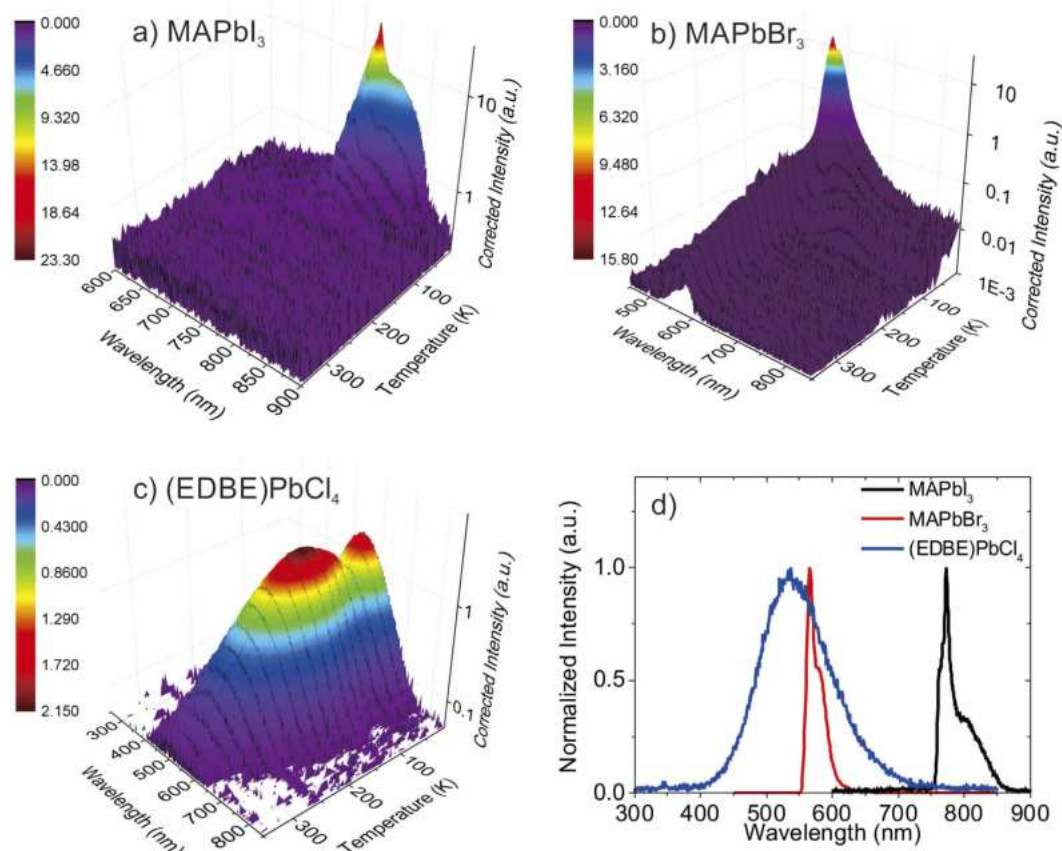 a) MAPbI3
0.000
4.660
9.320
13.98
18.64
23.30
10
1
Corrected Intensity (a.u.)
600
650
700
750
800
850
900
Wavelength (nm)
100
200
300
Temperature (K)
b) MAPbBr3
0.000
3.160
6.320
9.480
12.64
15.80
10
1
0.1
0.01
1E-3
Corrected Intensity (a.u.)
500
600
700
800
Wavelength (nm)
100
200
300
Temperature (K)
c) (EDBE)PbCl4
0.000
0.4300
0.8600
1.290
1.720
2.150
1
0.1
Corrected Intensity (a.u.)
300
400
500
600
700
800
Wavelength (nm)
100
200
300
Temperature (K)
d)
MAPbI3
MAPbBr3
(EDBE)PbCl4
Normalized Intensity (a.u.)
1.0
0.5
0.0
300 400 500 600 700 800 900
Wavelength (nm)